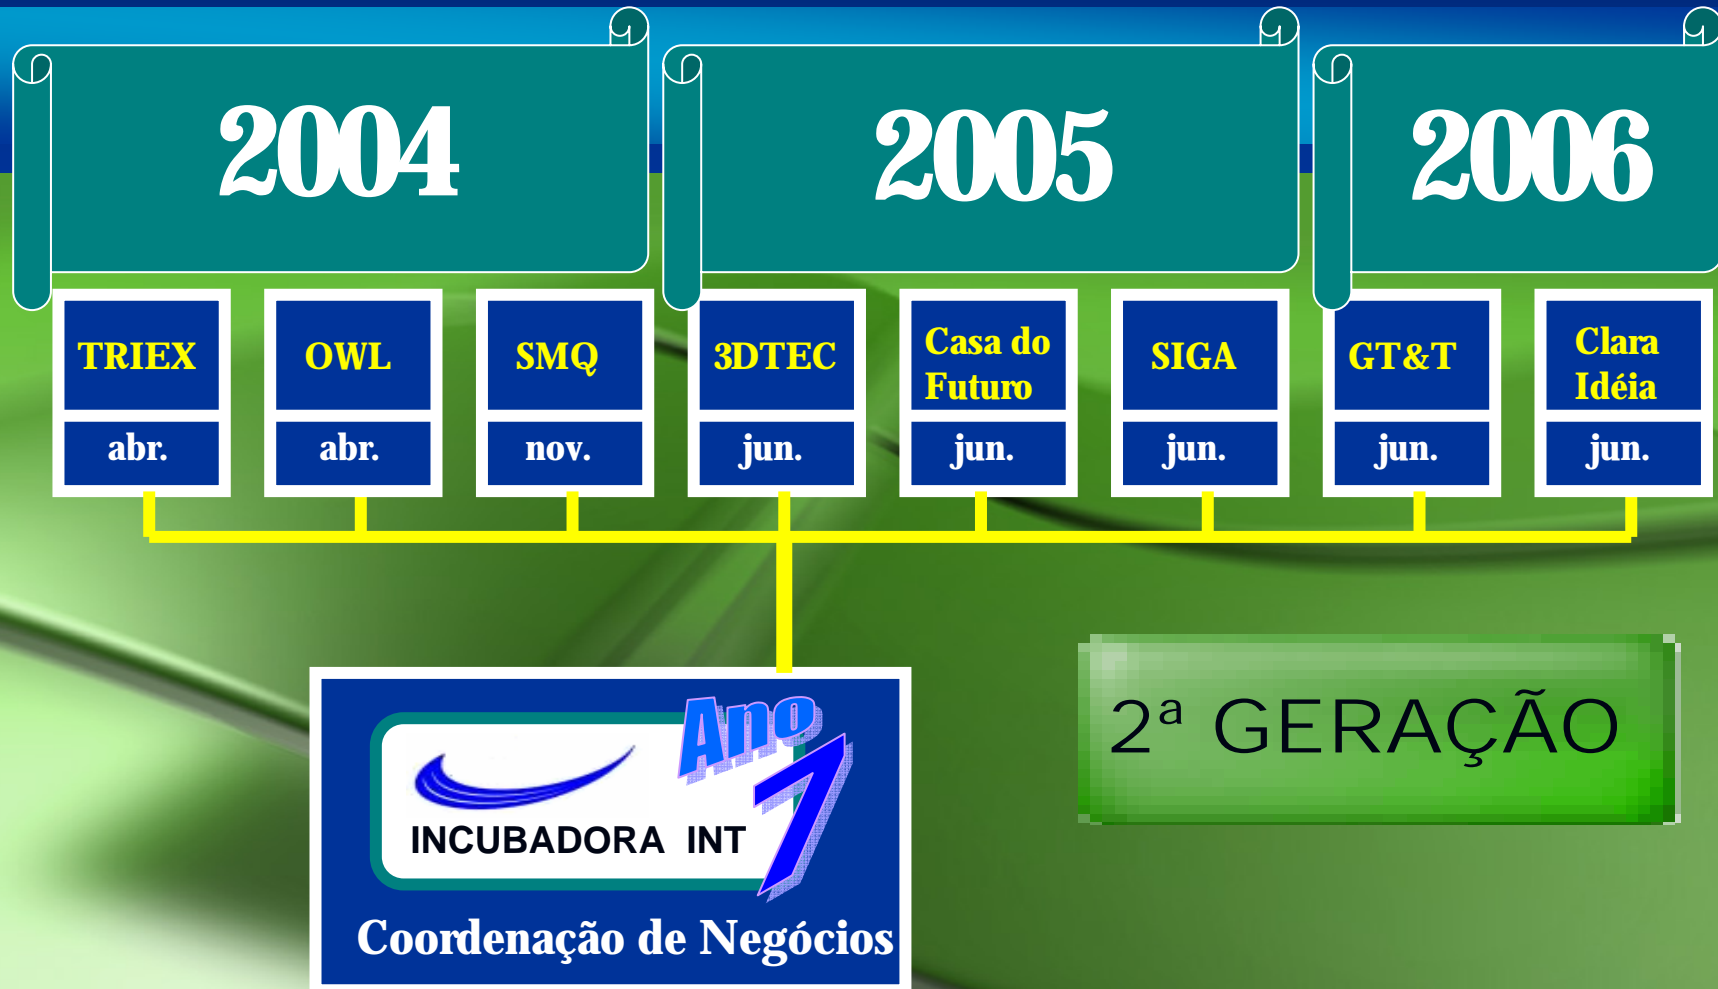 2004
2005
2006
TRIEX
OWL
SMQ
3DTEC
Casa do
Futuro
SIGA
GT&T
Clara
Idéia
abr.
abr.
nov.
jun.
jun.
jun.
jun.
jun.
Ano
7
INCUBADORA INT
Coordenação de Negócios
2ª GERAÇÃO